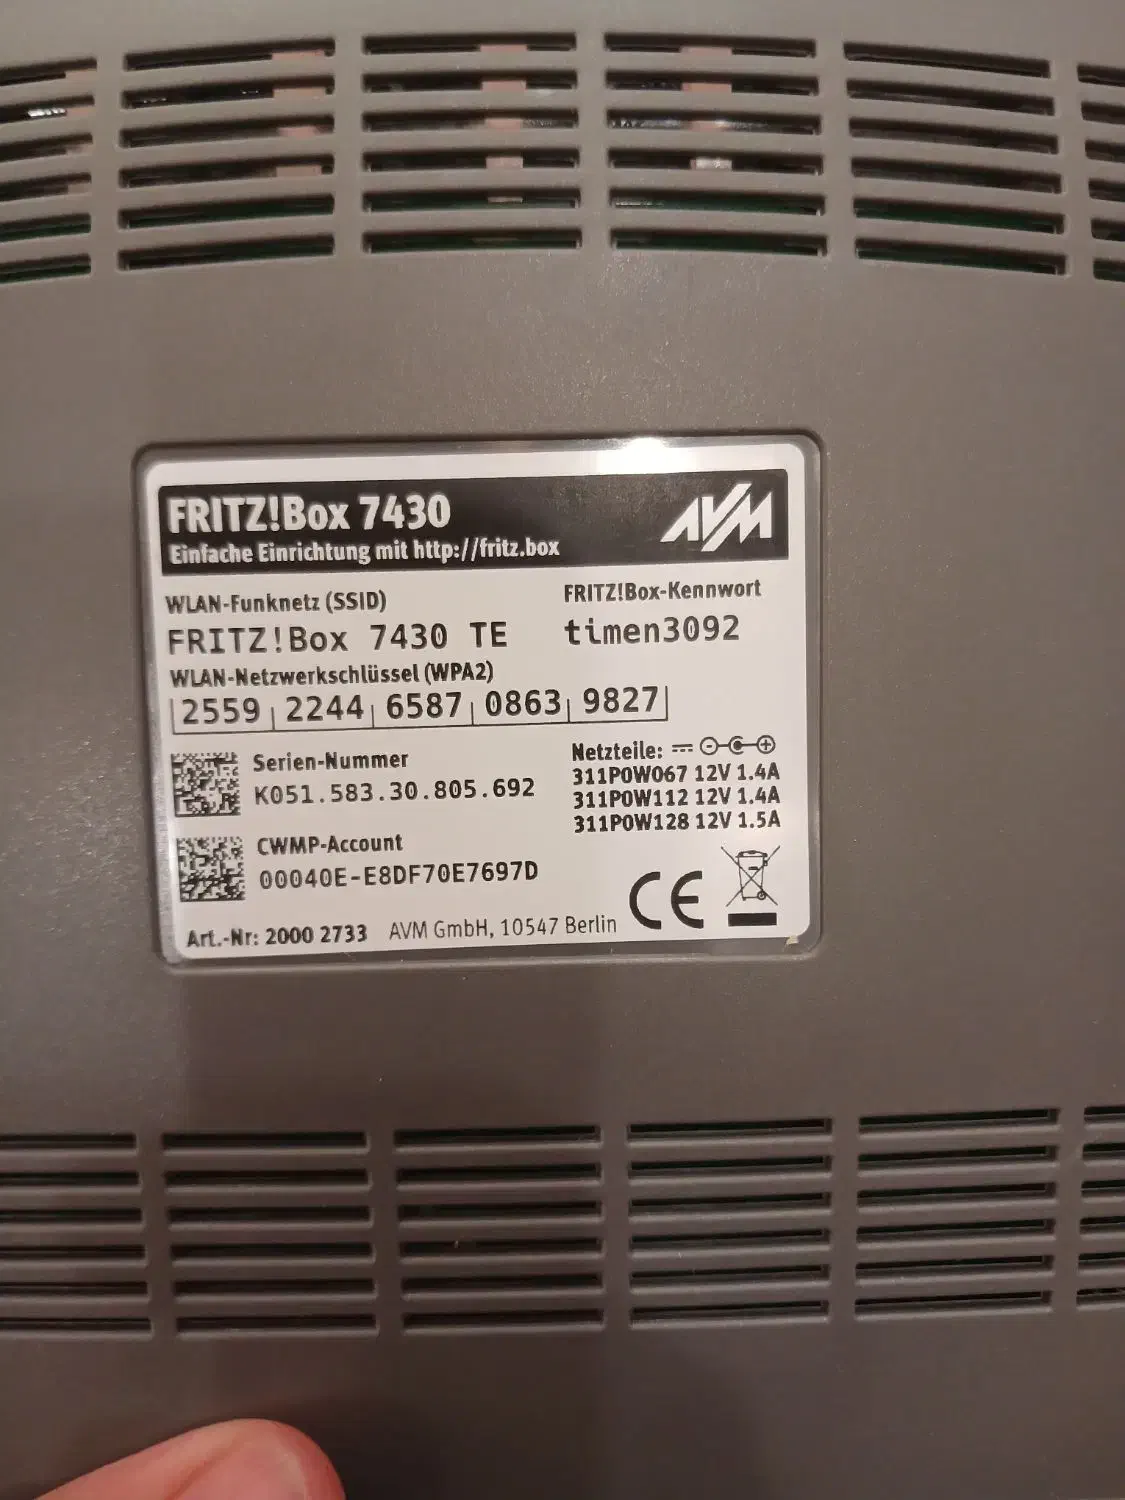 FRITZ!Box 7430
AVM
Einfache Einrichtung mit http://fritz.box
WLAN-Funknetz (SSID)
FRITZ!Box 7430 TE
FRITZ!Box-Kennwort
timen3092
WLAN-Netzwerkschlüssel (WPA2)
2559 2244 6587 0863 9827
Serien-Nummer
K051.583.30.805.692
CWMP-Account
00040E-E8DF70E7697D
Netzteile:
311P0W067 12V 1.4A
311P0W112 12V 1.4A
311P0W128 12V 1.5A
CE
Art.-Nr: 2000 2733 AVM GmbH, 10547 Berlin